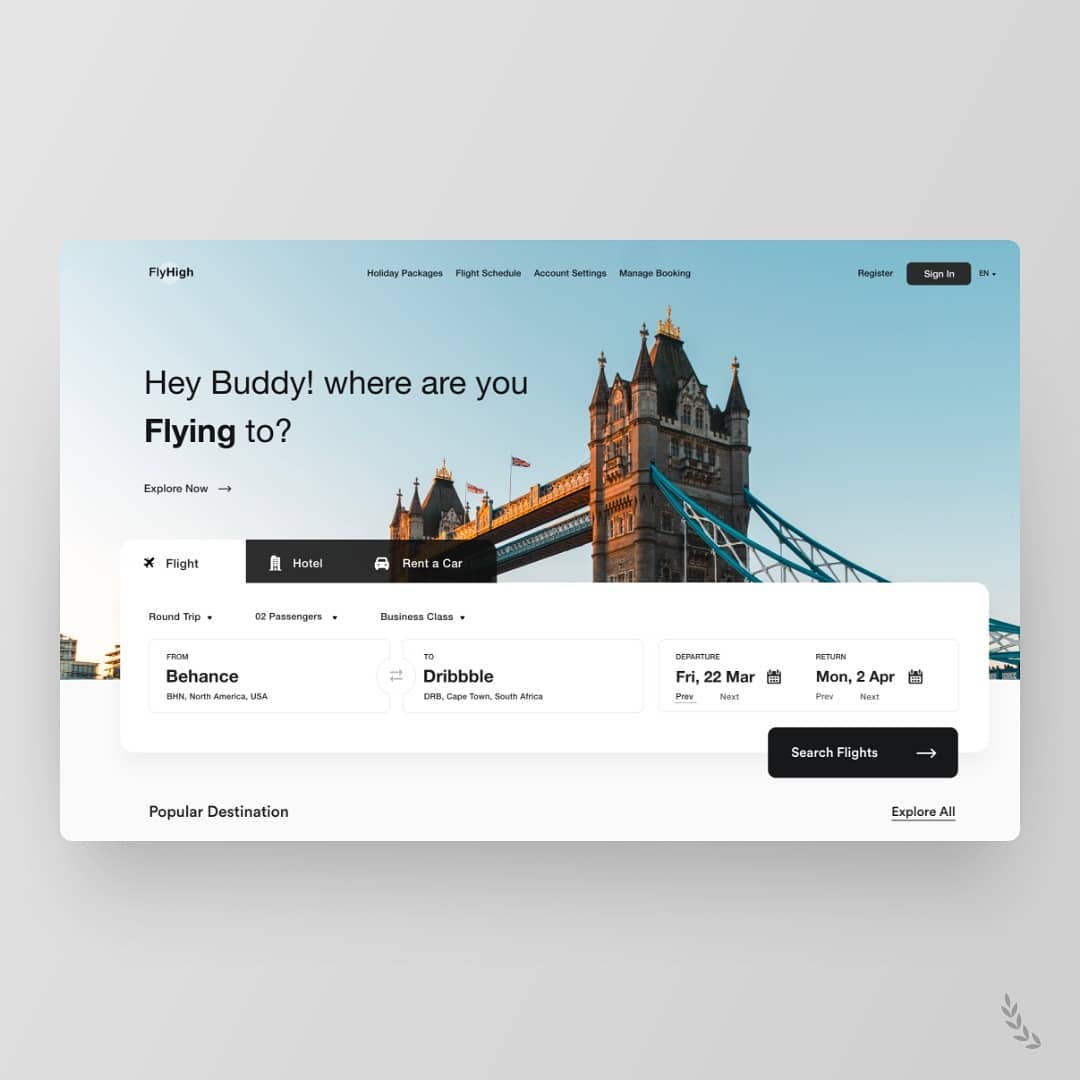 FlyHigh
Holiday Packages Flight Schedule Account Settings Manage Booking
Register Sign In EN
Hey Buddy! where are you
Flying to?
Explore Now
Flight Hotel Rent a Car
Round Trip 02 Passengers Business Class
FROM
Behance
BHN, North America, USA
TO
Dribbble
DRB, Cape Town, South Africa
DEPARTURE
Fri, 22 Mar
Prev Next
RETURN
Mon, 2 Apr
Prev Next
Search Flights
Popular Destination
Explore All